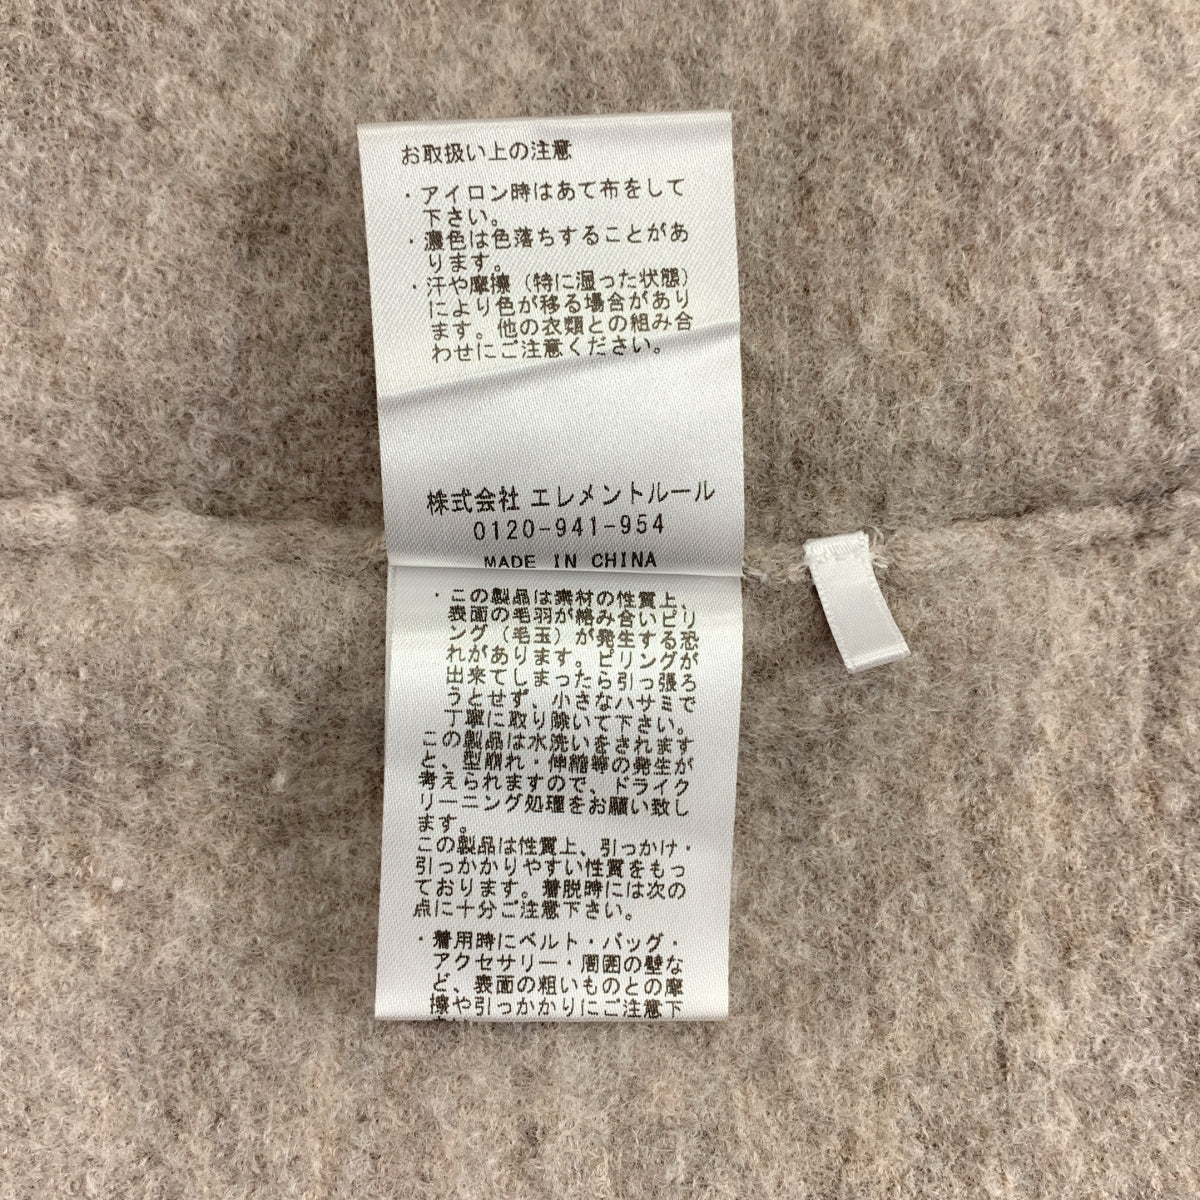 お取扱い上の注意
・アイロン時はあて布をして
下さい。
・濃色は色落ちすることがあ
ります。
・汗や摩擦（特に湿った状態）
により色が移る場合があり
ます。他の衣類との組み合
わせにご注意ください。
株式会社 エレメントルール
0120-941-954
MADE IN CHINA
・この製品は素材の性質上、
表面の毛羽が絡み合いピリ
ング（毛玉）が発生する恐
れがあります。ピリングが
出来てしまったら引っ張ろ
うとせず、小さなハサミで
丁寧に取り除いて下さい。
この製品は水洗いをされます
と、型崩れ・伸縮等の発生が
考えられますので、ドライク
リーニング処理をお願い致し
ます。
この製品は性質上、引っかけ・
引っかかりやすい性質をもっ
ております。着脱時には次の
点に十分ご注意下さい。
・着用時にベルト・バッグ・
アクセサリー・周囲の壁な
ど、表面の粗いものとの摩
擦や引っかかりにご注意下